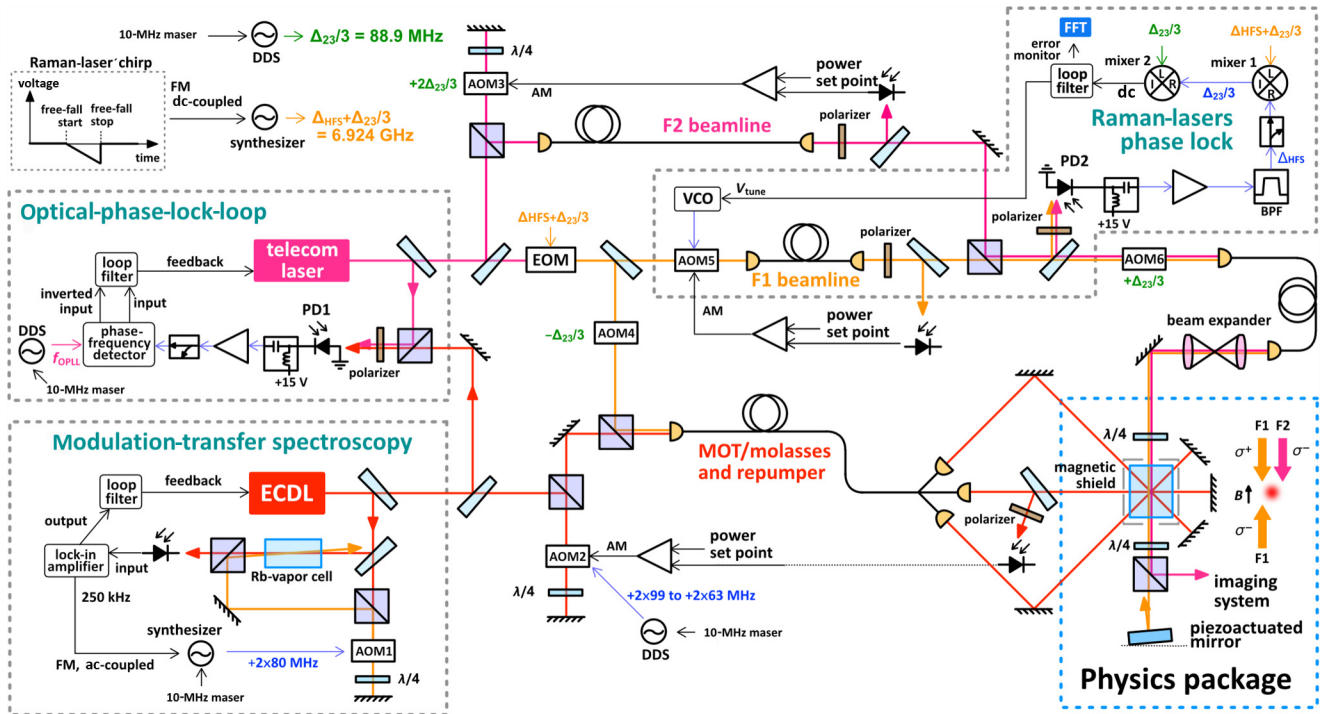 10-MHz maser
DDS
Δ23/3 = 88.9 MHz
Raman-laser chirp
voltage
free-fall start
free-fall stop
time
FM
dc-coupled
synthesizer
ΔHFS+Δ23/3
= 6.924 GHz
λ/4
AOM3
+2Δ23/3
AM
power
set point
F2 beamline
polarizer
FFT
error
monitor
loop
filter
dc
Δ23/3
mixer 2
I
L
R
Δ23/3
ΔHFS+Δ23/3
mixer 1
I
L
R
Raman-lasers
phase lock
ΔHFS
BPF
+15 V
PD2
polarizer
Optical-phase-lock-loop
loop
filter
feedback
telecom
laser
inverted
input
input
DDS
fOPLL
10-MHz maser
phase-
frequency
detector
+15 V
PD1
polarizer
ΔHFS+Δ23/3
EOM
VCO
Vtune
AOM5
F1 beamline
polarizer
AM
power
set point
AOM6
+Δ23/3
beam expander
−Δ23/3
AOM4
MOT/molasses
and repumper
Modulation-transfer spectroscopy
loop
filter
feedback
ECDL
output
lock-in
amplifier
input
Rb-vapor cell
250 kHz
synthesizer
FM, ac-coupled
10-MHz maser
+2x80 MHz
AOM1
λ/4
AOM2
AM
power
set point
λ/4
+2x99 to +2x63 MHz
DDS
10-MHz maser
polarizer
λ/4
magnetic
shield
λ/4
imaging
system
piezoactuated
mirror
F1 F2
σ+
σ−
B
σ−
F1
Physics package